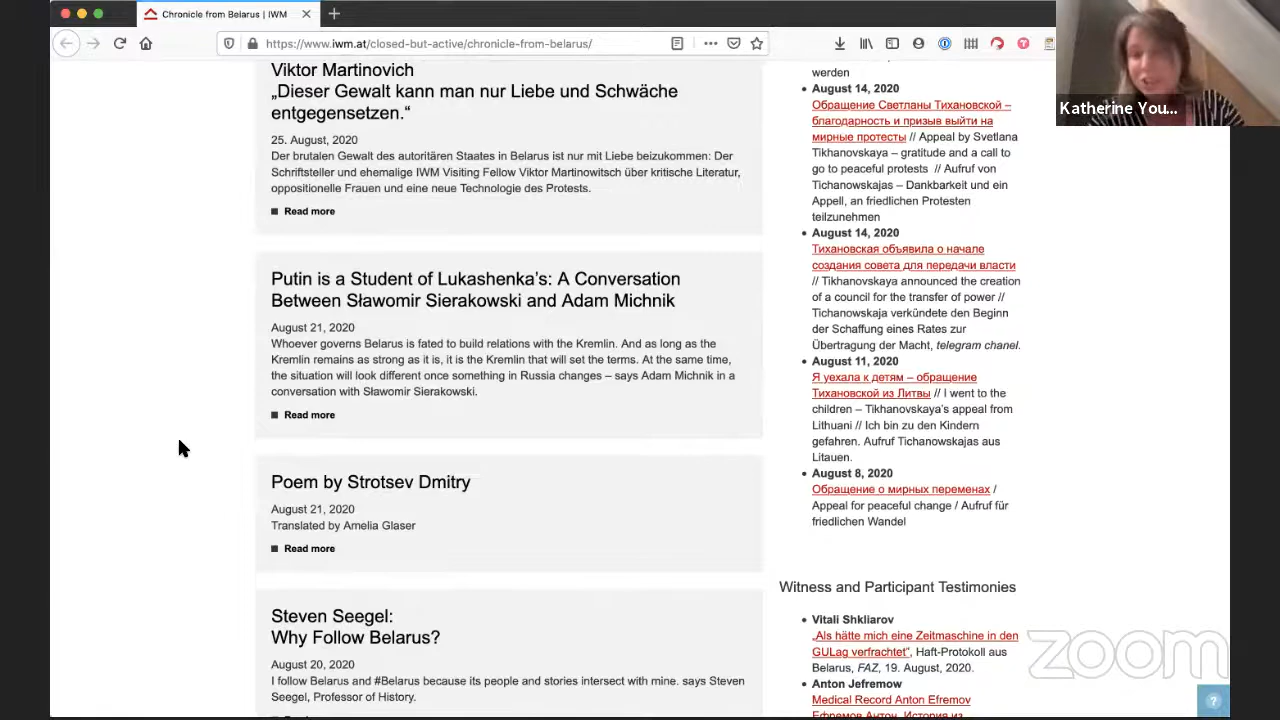 Chronicle from Belarus | IWM
https://www.iwm.at/closed-but-active/chronicle-from-belarus/
Viktor Martinovich
„Dieser Gewalt kann man nur Liebe und Schwäche
entgegensetzen.“
25. August, 2020
Der brutalen Gewalt des autoritären Staates in Belarus ist nur mit Liebe beizukommen: Der
Schriftsteller und ehemalige IWM Visiting Fellow Viktor Martinowitsch über kritische Literatur,
oppositionelle Frauen und eine neue Technologie des Protests.
Read more
Putin is a Student of Lukashenka’s: A Conversation
Between Sławomir Sierakowski and Adam Michnik
August 21, 2020
Whoever governs Belarus is fated to build relations with the Kremlin. And as long as the
Kremlin remains as strong as it is, it is the Kremlin that will set the terms. At the same time,
the situation will look different once something in Russia changes – says Adam Michnik in a
conversation with Sławomir Sierakowski.
Read more
Poem by Strotsev Dmitry
August 21, 2020
Translated by Amelia Glaser
Read more
Steven Seegel:
Why Follow Belarus?
August 20, 2020
I follow Belarus and #Belarus because its people and stories intersect with mine. says Steven
Seegel, Professor of History.
werden
August 14, 2020
Обращение Светланы Тихановской –
благодарность и призыв выйти на
мирные протесты // Appeal by Svetlana
Tikhanovskaya – gratitude and a call to
go to peaceful protests // Aufruf von
Tichanowskajas – Dankbarkeit und ein
Appell, an friedlichen Protesten
teilzunehmen
August 14, 2020
Тихановская объявила о начале
создания совета для передачи власти
// Tikhanovskaya announced the creation
of a council for the transfer of power //
Tichanowskaja verkündete den Beginn
der Schaffung eines Rates zur
Übertragung der Macht, telegram chanel.
August 11, 2020
Я уехала к детям – обращение
Тихановской из Литвы // I went to the
children – Tikhanovskaya’s appeal from
Lithuani // Ich bin zu den Kindern
gefahren. Aufruf Tichanowskajas aus
Litauen.
August 8, 2020
Обращение о мирных переменах /
Appeal for peaceful change / Aufruf für
friedlichen Wandel
Witness and Participant Testimonies
Vitali Shkliarov
„Als hätte mich eine Zeitmaschine in den
GULag verfrachtet”, Haft-Protokoll aus
Belarus, FAZ, 19. August, 2020.
Anton Jefremow
Medical Record Anton Efremov
Ефремов Антон. История из
Katherine You...
zoom
?